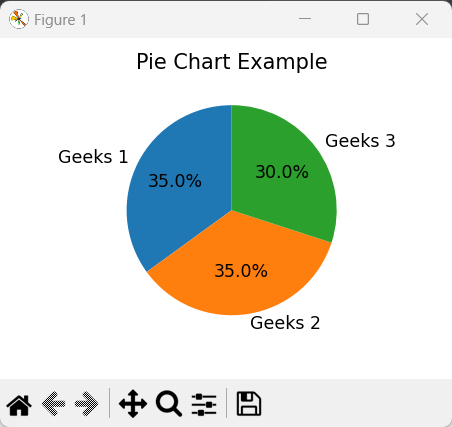 Figure 1
Pie Chart Example
Geeks 1
Geeks 3
35.0%
30.0%
35.0%
Geeks 2